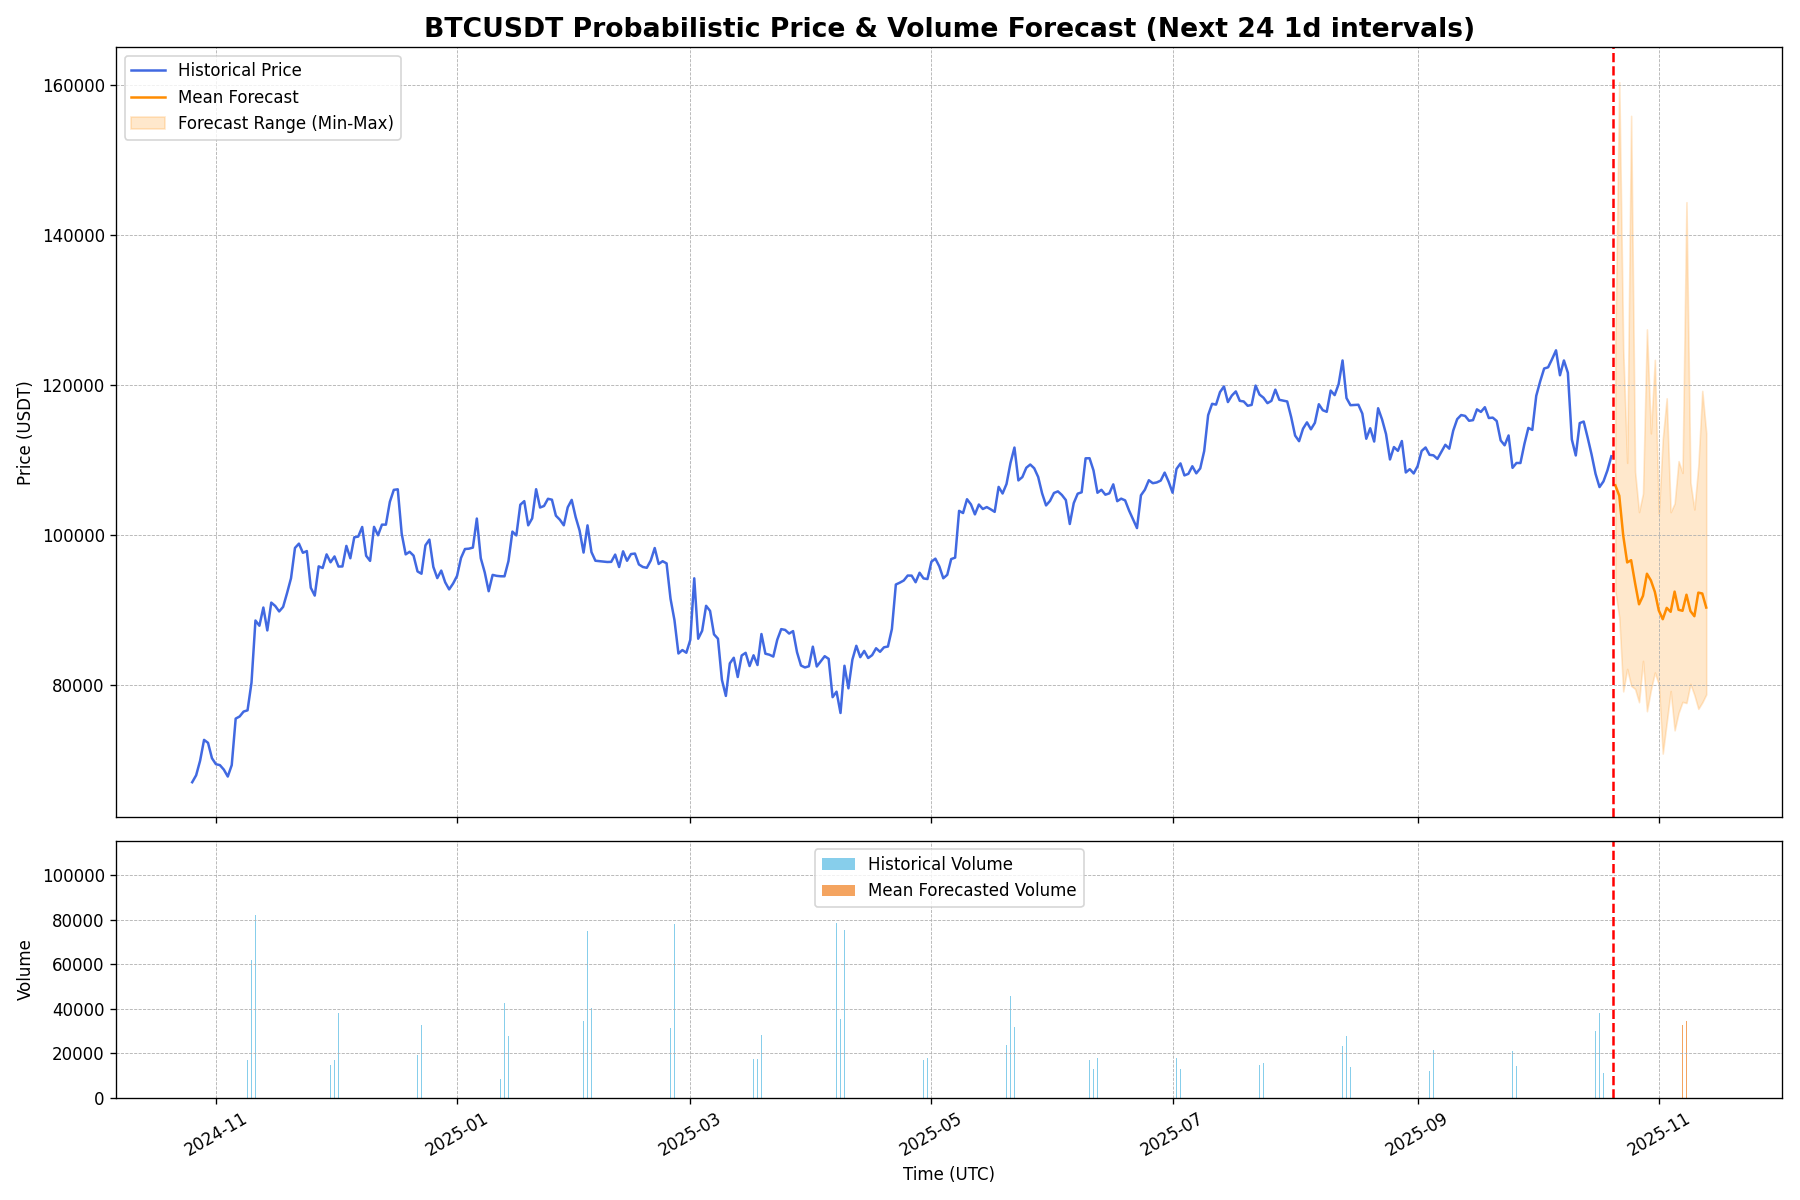 BTCUSDT Probabilistic Price & Volume Forecast (Next 24 1d intervals)
Historical Price
Mean Forecast
Forecast Range (Min-Max)
160000
140000
120000
100000
80000
Price (USDT)
Historical Volume
Mean Forecasted Volume
100000
80000
60000
40000
20000
0
Volume
2024-11
2025-01
2025-03
2025-05
2025-07
2025-09
2025-11
Time (UTC)